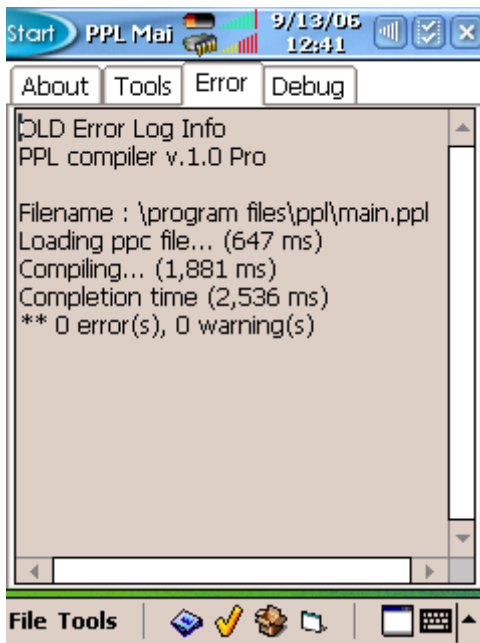 Start PPL Mai 9/13/06
12:41
About Tools Error Debug
OLD Error Log Info
PPL compiler v.1.0 Pro
Filename : \program files\ppl\main.ppl
Loading ppc file... (647 ms)
Compiling... (1,881 ms)
Completion time (2,536 ms)
** 0 error(s), 0 warning(s)
File Tools